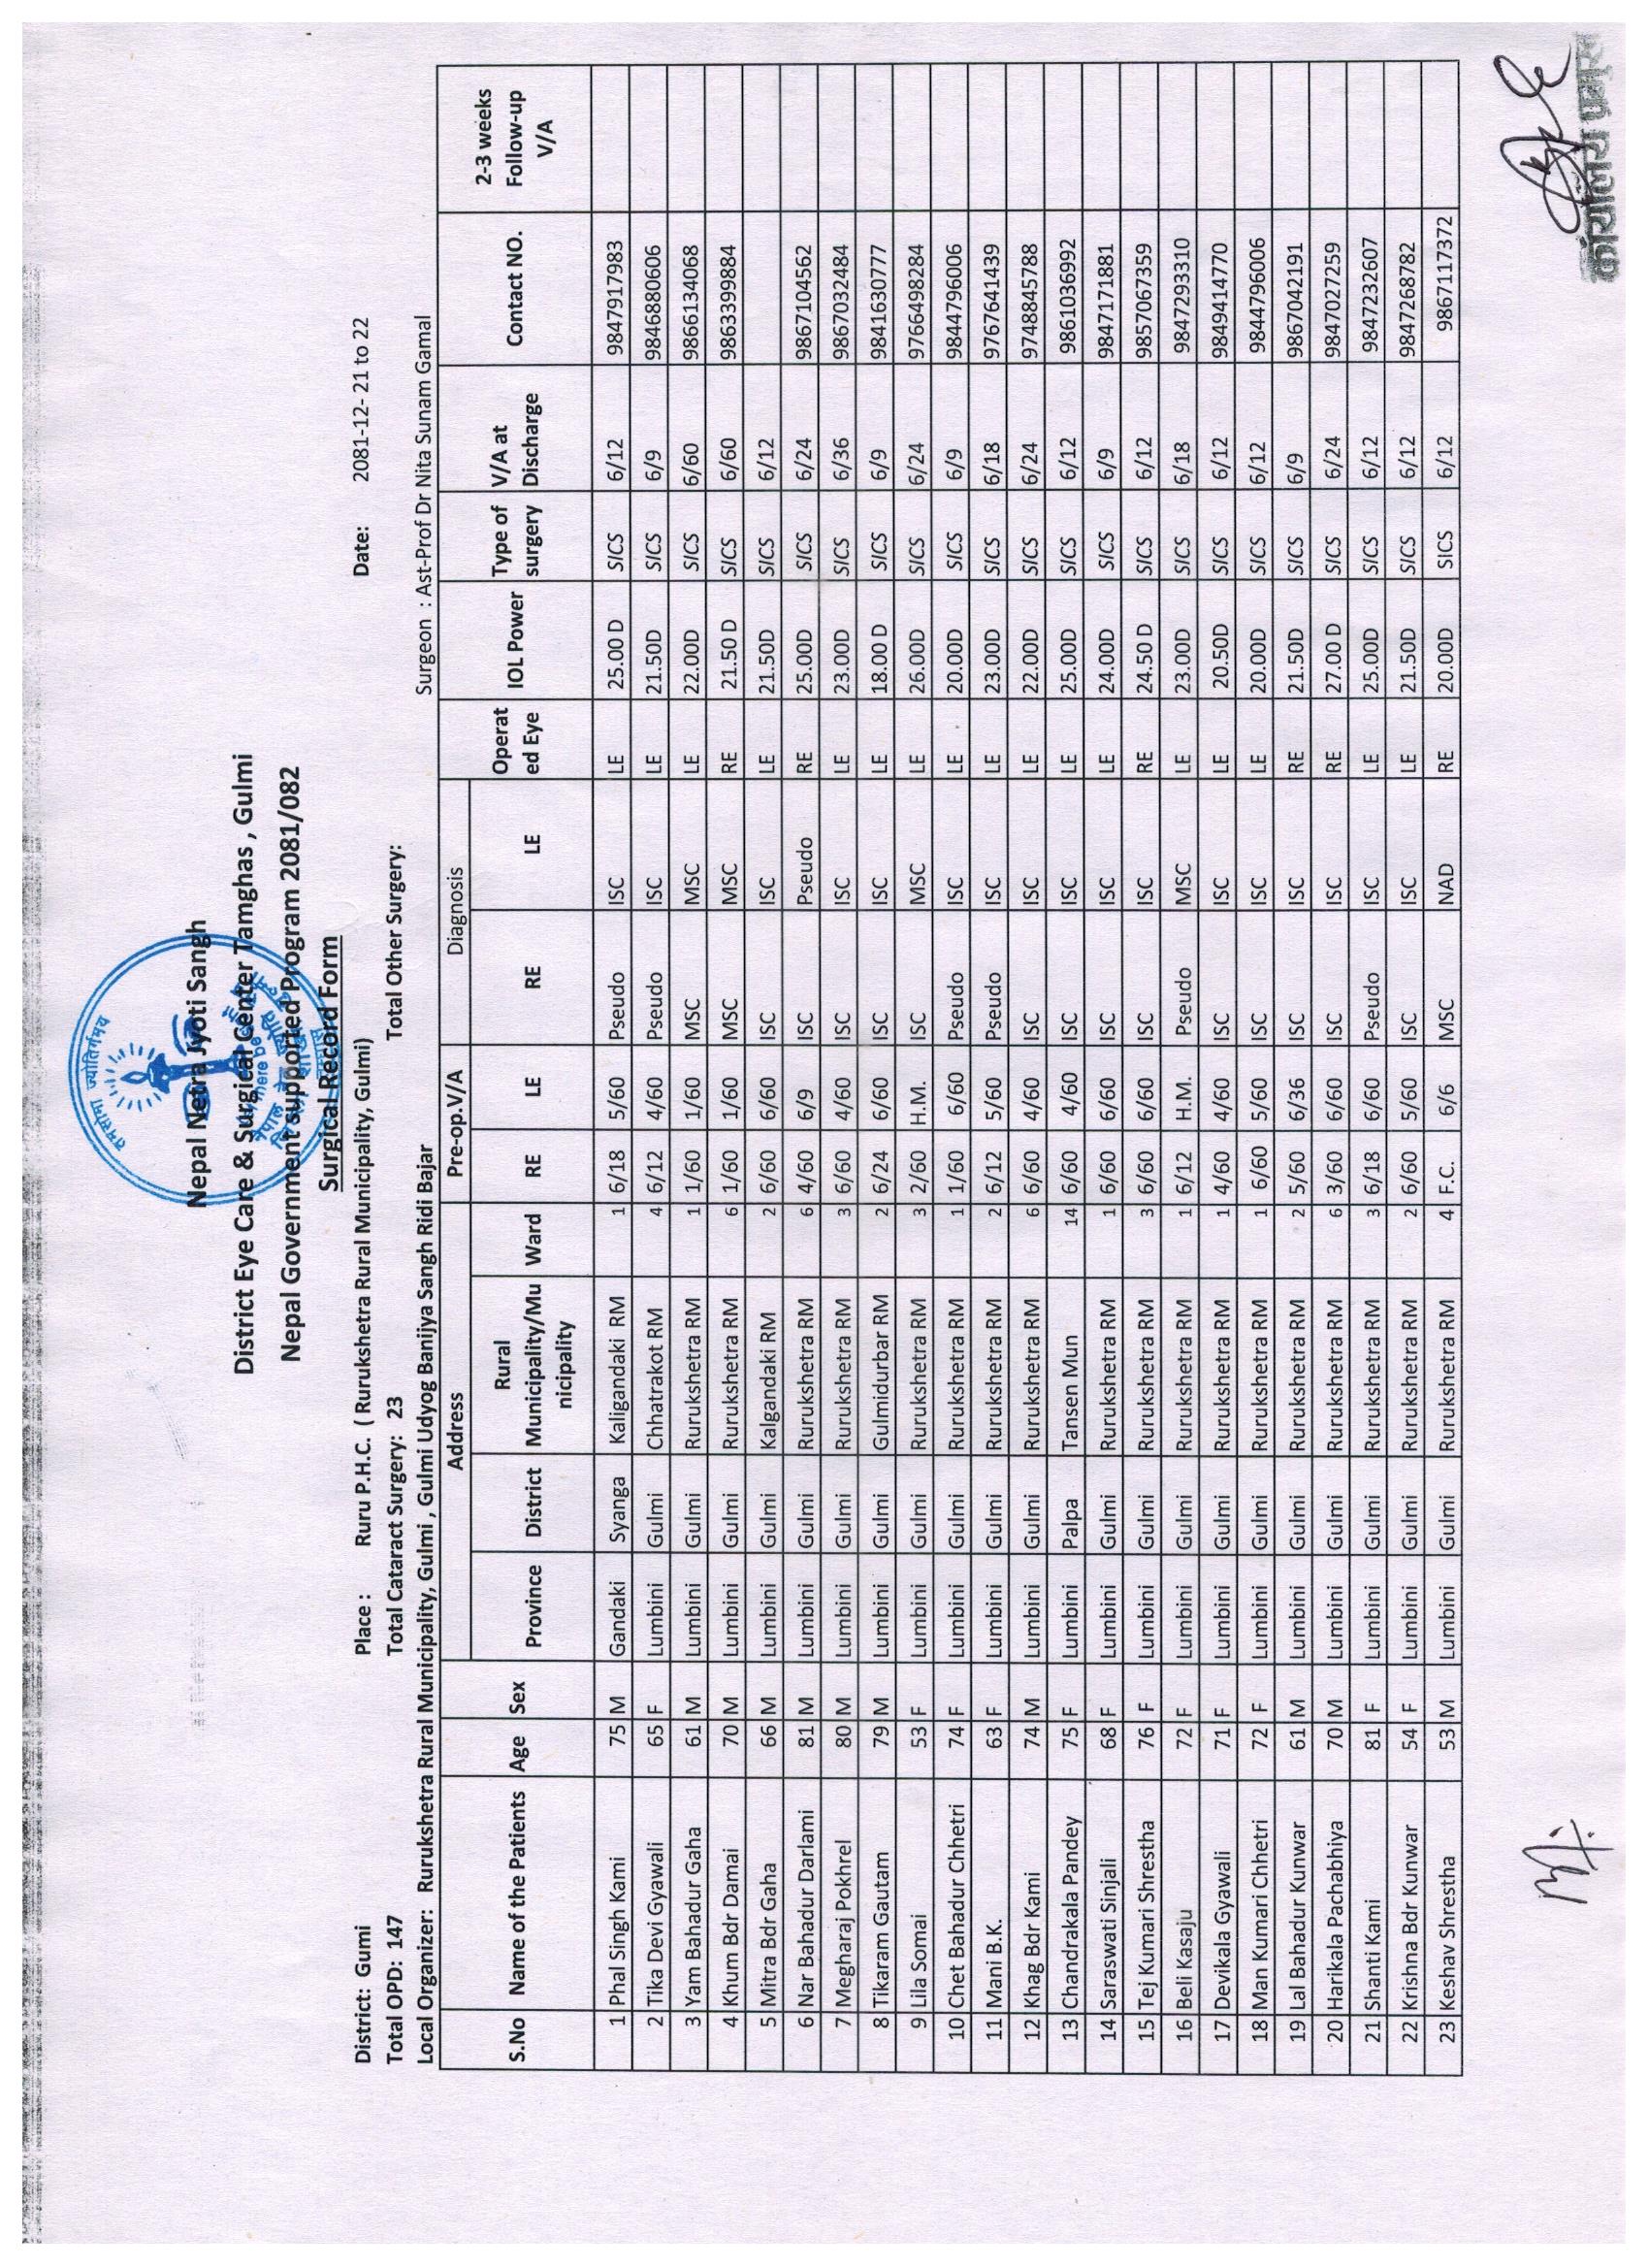 तमसोमा ज्योतिर्गमय
Nepal Netra Jyoti Sangh
District Eye Care & Surgical Center Tamghas , Gulmi
Let there be Sight
नेपाल नेत्र ज्योति संघ
जिल्ला शाखा गुल्मी
तम्घास
Nepal Government supported Program 2081/082
Surgical Record Form
District: Gumi Place : Ruru P.H.C. ( Rurukshetra Rural Municipality, Gulmi) Date: 2081-12- 21 to 22
Total OPD: 147 Total Cataract Surgery: 23 Total Other Surgery:
Local Organizer: Rurukshetra Rural Municipality, Gulmi , Gulmi Udyog Banijya Sangh Ridi Bajar Surgeon : Ast-Prof Dr Nita Sunam Gamal
S.No Name of the Patients Age Sex Address Pre-op.V/A Diagnosis Operated Eye IOL Power Type of surgery V/A at Discharge Contact NO. 2-3 weeks Follow-up V/A
Province District Rural Municipality/Municipality Ward RE LE RE LE
1 Phal Singh Kami 75 M Gandaki Syanga Kaligandaki RM 1 6/18 5/60 Pseudo ISC LE 25.00 D SICS 6/12 9847917983
2 Tika Devi Gyawali 65 F Lumbini Gulmi Chhatrakot RM 4 6/12 4/60 Pseudo ISC LE 21.50D SICS 6/9 9846880606
3 Yam Bahadur Gaha 61 M Lumbini Gulmi Rurukshetra RM 1 1/60 1/60 MSC MSC LE 22.00D SICS 6/60 9866134068
4 Khum Bdr Damai 70 M Lumbini Gulmi Rurukshetra RM 6 1/60 1/60 MSC MSC RE 21.50 D SICS 6/60 9863399884
5 Mitra Bdr Gaha 66 M Lumbini Gulmi Kalgandaki RM 2 6/60 6/60 ISC ISC LE 21.50D SICS 6/12
6 Nar Bahadur Darlami 81 M Lumbini Gulmi Rurukshetra RM 6 4/60 6/9 ISC Pseudo RE 25.00D SICS 6/24 9867104562
7 Megharaj Pokhrel 80 M Lumbini Gulmi Rurukshetra RM 3 6/60 4/60 ISC ISC LE 23.00D SICS 6/36 9867032484
8 Tikaram Gautam 79 M Lumbini Gulmi Gulmidurbar RM 2 6/24 6/60 ISC ISC LE 18.00 D SICS 6/9 9841630777
9 Lila Somai 53 F Lumbini Gulmi Rurukshetra RM 3 2/60 H.M. ISC MSC LE 26.00D SICS 6/24 9766498284
10 Chet Bahadur Chhetri 74 F Lumbini Gulmi Rurukshetra RM 1 1/60 6/60 Pseudo ISC LE 20.00D SICS 6/9 9844796006
11 Mani B.K. 63 F Lumbini Gulmi Rurukshetra RM 2 6/12 5/60 Pseudo ISC LE 23.00D SICS 6/18 9767641439
12 Khag Bdr Kami 74 M Lumbini Gulmi Rurukshetra RM 6 6/60 4/60 ISC ISC LE 22.00D SICS 6/24 9748845788
13 Chandrakala Pandey 75 F Lumbini Palpa Tansen Mun 14 6/60 4/60 ISC ISC LE 25.00D SICS 6/12 9861036992
14 Saraswati Sinjali 68 F Lumbini Gulmi Rurukshetra RM 1 6/60 6/60 ISC ISC LE 24.00D SICS 6/9 9847171881
15 Tej Kumari Shrestha 76 F Lumbini Gulmi Rurukshetra RM 3 6/60 6/60 ISC ISC RE 24.50 D SICS 6/12 9857067359
16 Beli Kasaju 72 F Lumbini Gulmi Rurukshetra RM 1 6/12 H.M. Pseudo MSC LE 23.00D SICS 6/18 9847293310
17 Devikala Gyawali 71 F Lumbini Gulmi Rurukshetra RM 1 4/60 4/60 ISC ISC LE 20.50D SICS 6/12 9849414770
18 Man Kumari Chhetri 72 F Lumbini Gulmi Rurukshetra RM 1 6/60 5/60 ISC ISC LE 20.00D SICS 6/12 9844796006
19 Lal Bahadur Kunwar 61 M Lumbini Gulmi Rurukshetra RM 2 5/60 6/36 ISC ISC RE 21.50D SICS 6/9 9867042191
20 Harikala Pachabhiya 70 M Lumbini Gulmi Rurukshetra RM 6 3/60 6/60 ISC ISC RE 27.00 D SICS 6/24 9847027259
21 Shanti Kami 81 F Lumbini Gulmi Rurukshetra RM 3 6/18 6/60 Pseudo ISC LE 25.00D SICS 6/12 9847232607
22 Krishna Bdr Kunwar 54 F Lumbini Gulmi Rurukshetra RM 2 6/60 5/60 ISC ISC LE 21.50D SICS 6/12 9847268782
23 Keshav Shrestha 53 M Lumbini Gulmi Rurukshetra RM 4 F.C. 6/6 MSC NAD RE 20.00D SICS 6/12 9867117372
कार्यालय प्रमुख